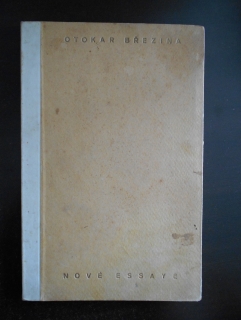 OTOKAR BŘEZINA
NOVÉ ESSAYE